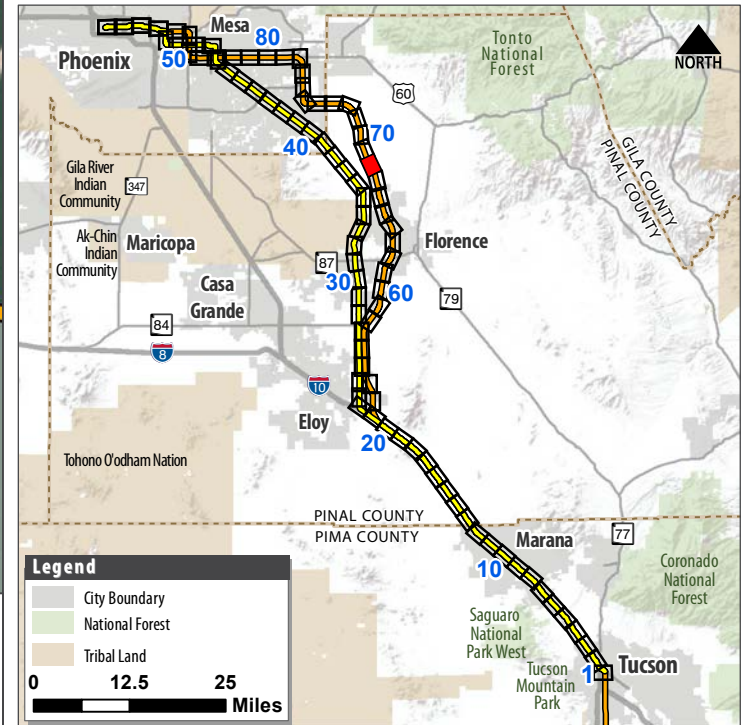 Mesa
80
Phoenix
50
Tonto
National
Forest
NORTH
60
70
40
GILA COUNTY
PINAL COUNTY
Gila River
Indian
Community
347
Ak-Chin
Indian
Community
Maricopa
87
Florence
Casa
Grande
30
60
79
84
8
10
Eloy
20
Tohono O'odham Nation
PINAL COUNTY
PIMA COUNTY
Marana
77
10
Coronado
National
Forest
Saguaro
National
Park West
Tucson
Mountain
Park
1
Tucson
Legend
City Boundary
National Forest
Tribal Land
0 12.5 25
Miles